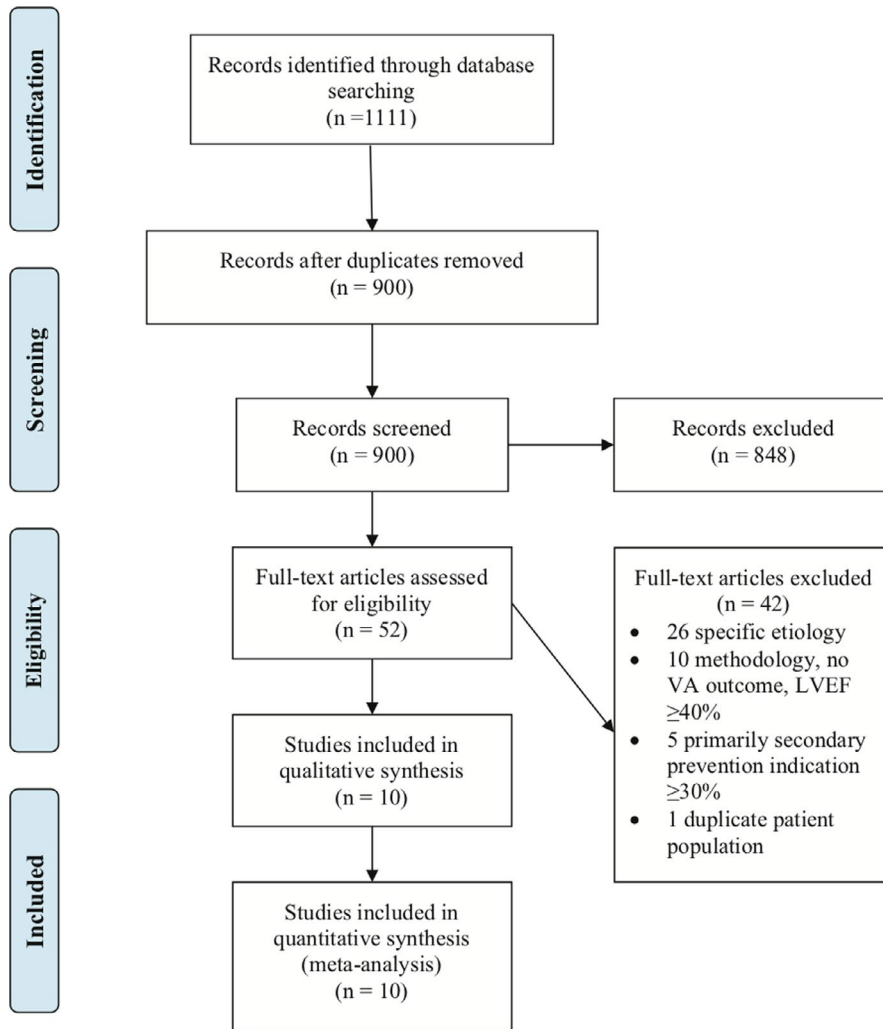 Identification
Records identified through database
searching
(n =1111)
Records after duplicates removed
(n = 900)
Screening
Records screened
(n = 900)
Records excluded
(n = 848)
Eligibility
Full-text articles assessed
for eligibility
(n = 52)
Full-text articles excluded
(n = 42)
• 26 specific etiology
• 10 methodology, no
VA outcome, LVEF
≥40%
• 5 primarily secondary
prevention indication
≥30%
• 1 duplicate patient
population
Studies included in
qualitative synthesis
(n = 10)
Included
Studies included in
quantitative synthesis
(meta-analysis)
(n = 10)